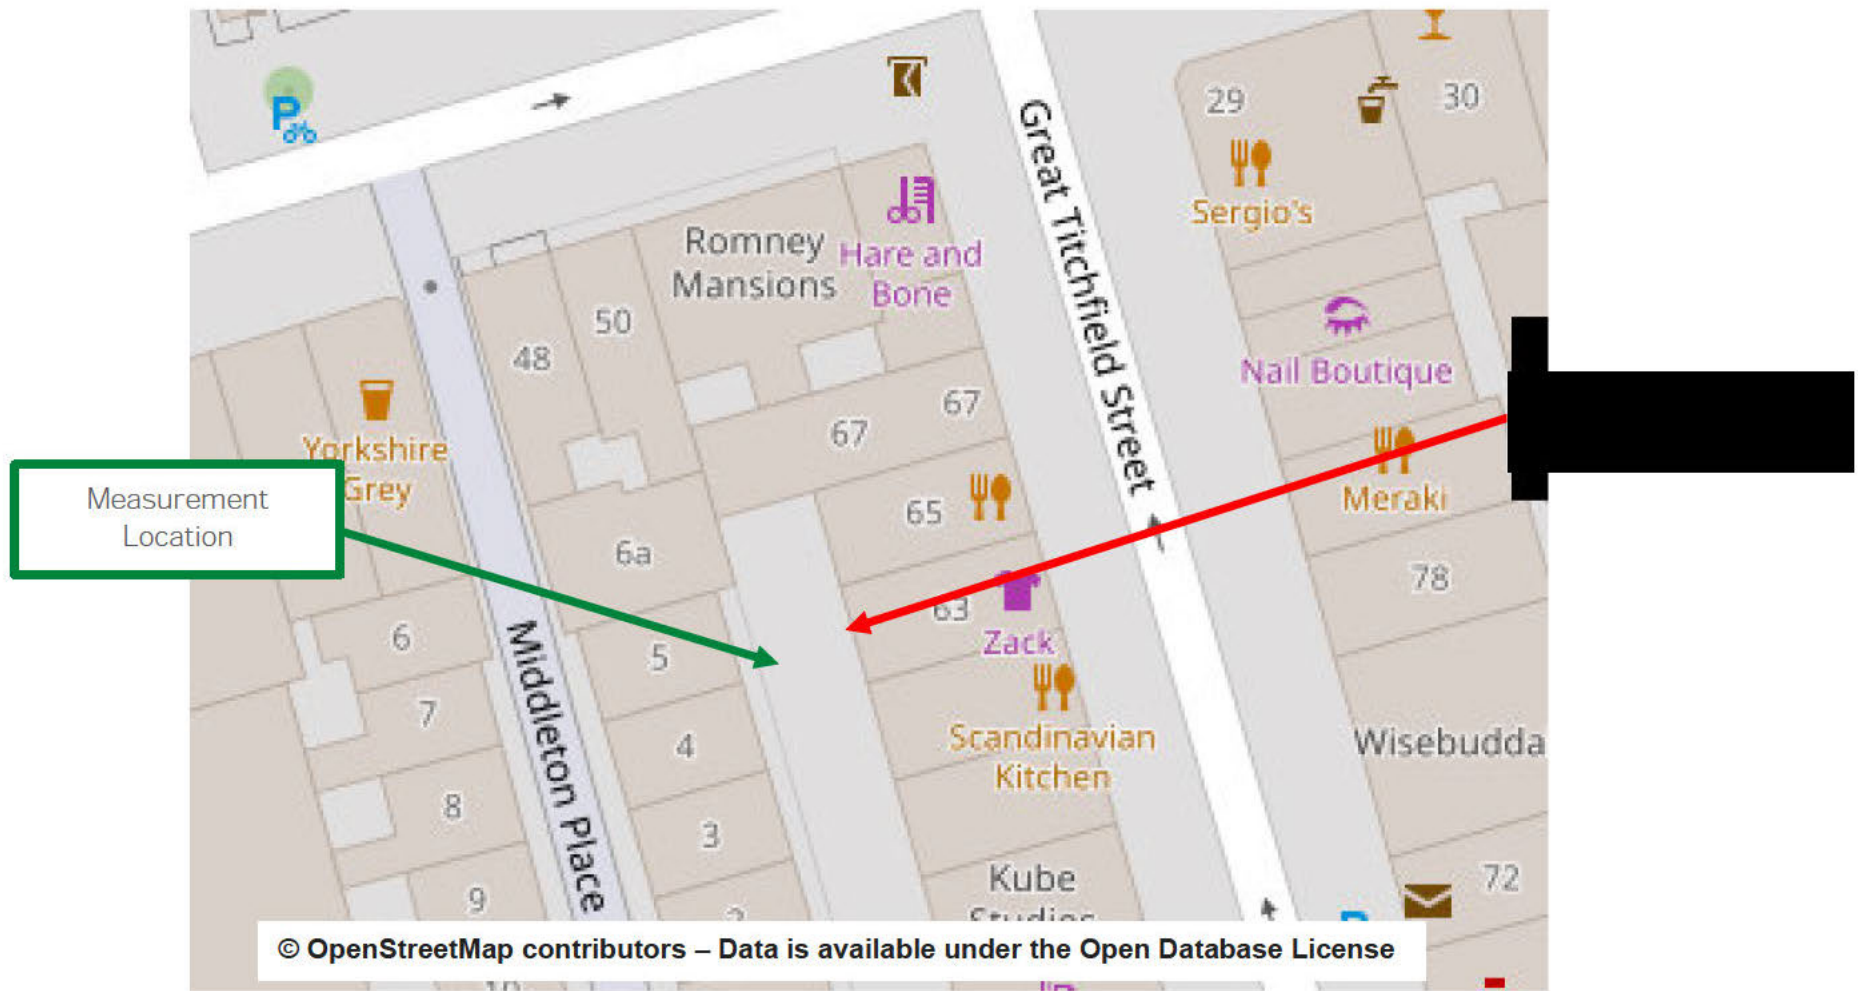 29
30
Sergio's
Great Titchfield Street
Romney
Mansions
Hare and
Bone
50
48
Nail Boutique
67
67
Yorkshire
Grey
Measurement
Location
Meraki
65
6a
78
63
Zack
6
5
7
Middleton Place
4
Scandinavian
Kitchen
Wisebudda
8
3
9
Kube
Studios
72
P
© OpenStreetMap contributors – Data is available under the Open Database License